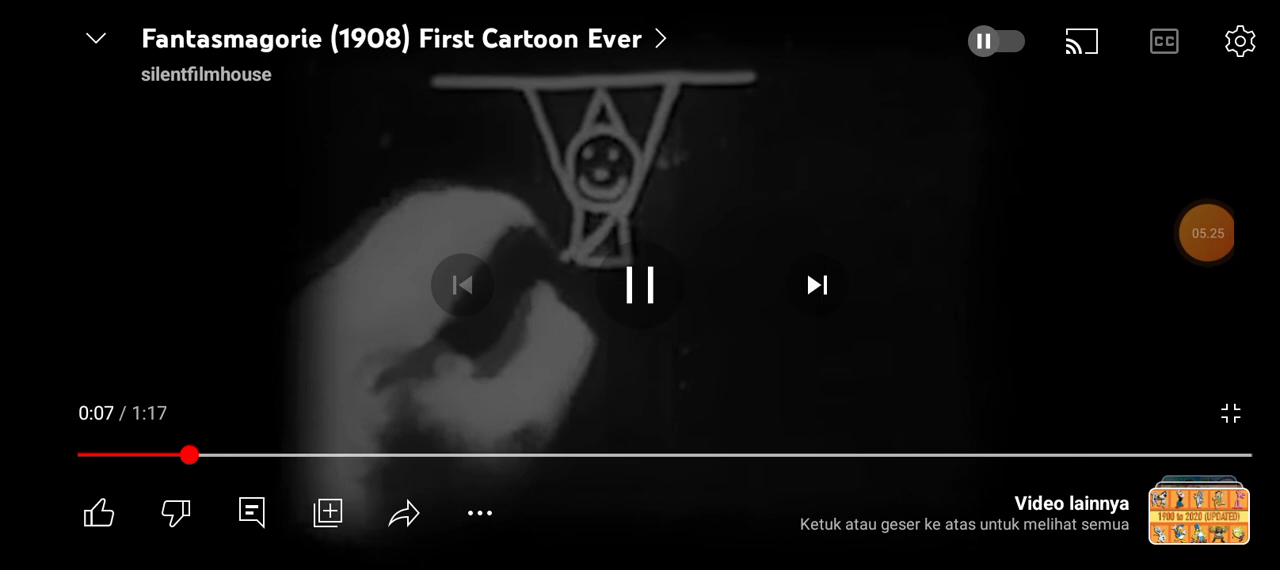 Fantasmagorie (1908) First Cartoon Ever
silentfilmhouse
CC
05.25
0:07 / 1:17
Video lainnya
Ketuk atau geser ke atas untuk melihat semua
1900 to 2020 (UPDATED)